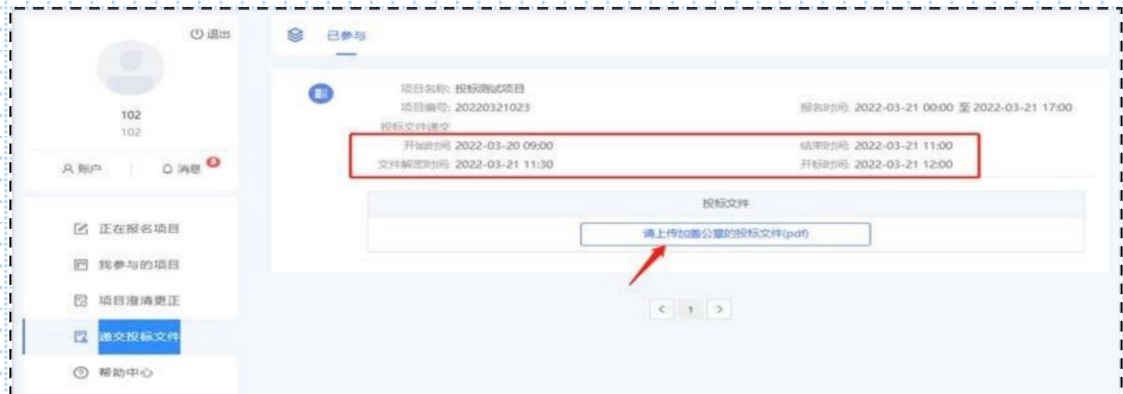 退出
已参与
102
102
账户
消息
8
正在报名项目
我参与的项目
项目澄清更正
递交投标文件
帮助中心
项目名称: 投标测试项目
项目编号: 20220321023
报名时间: 2022-03-21 00:00 至 2022-03-21 17:00
投标文件递交
开始时间: 2022-03-20 09:00
结束时间: 2022-03-21 11:00
文件解密时间: 2022-03-21 11:30
开标时间: 2022-03-21 12:00
投标文件
请上传加盖公章的投标文件(pdf)
< 1 >